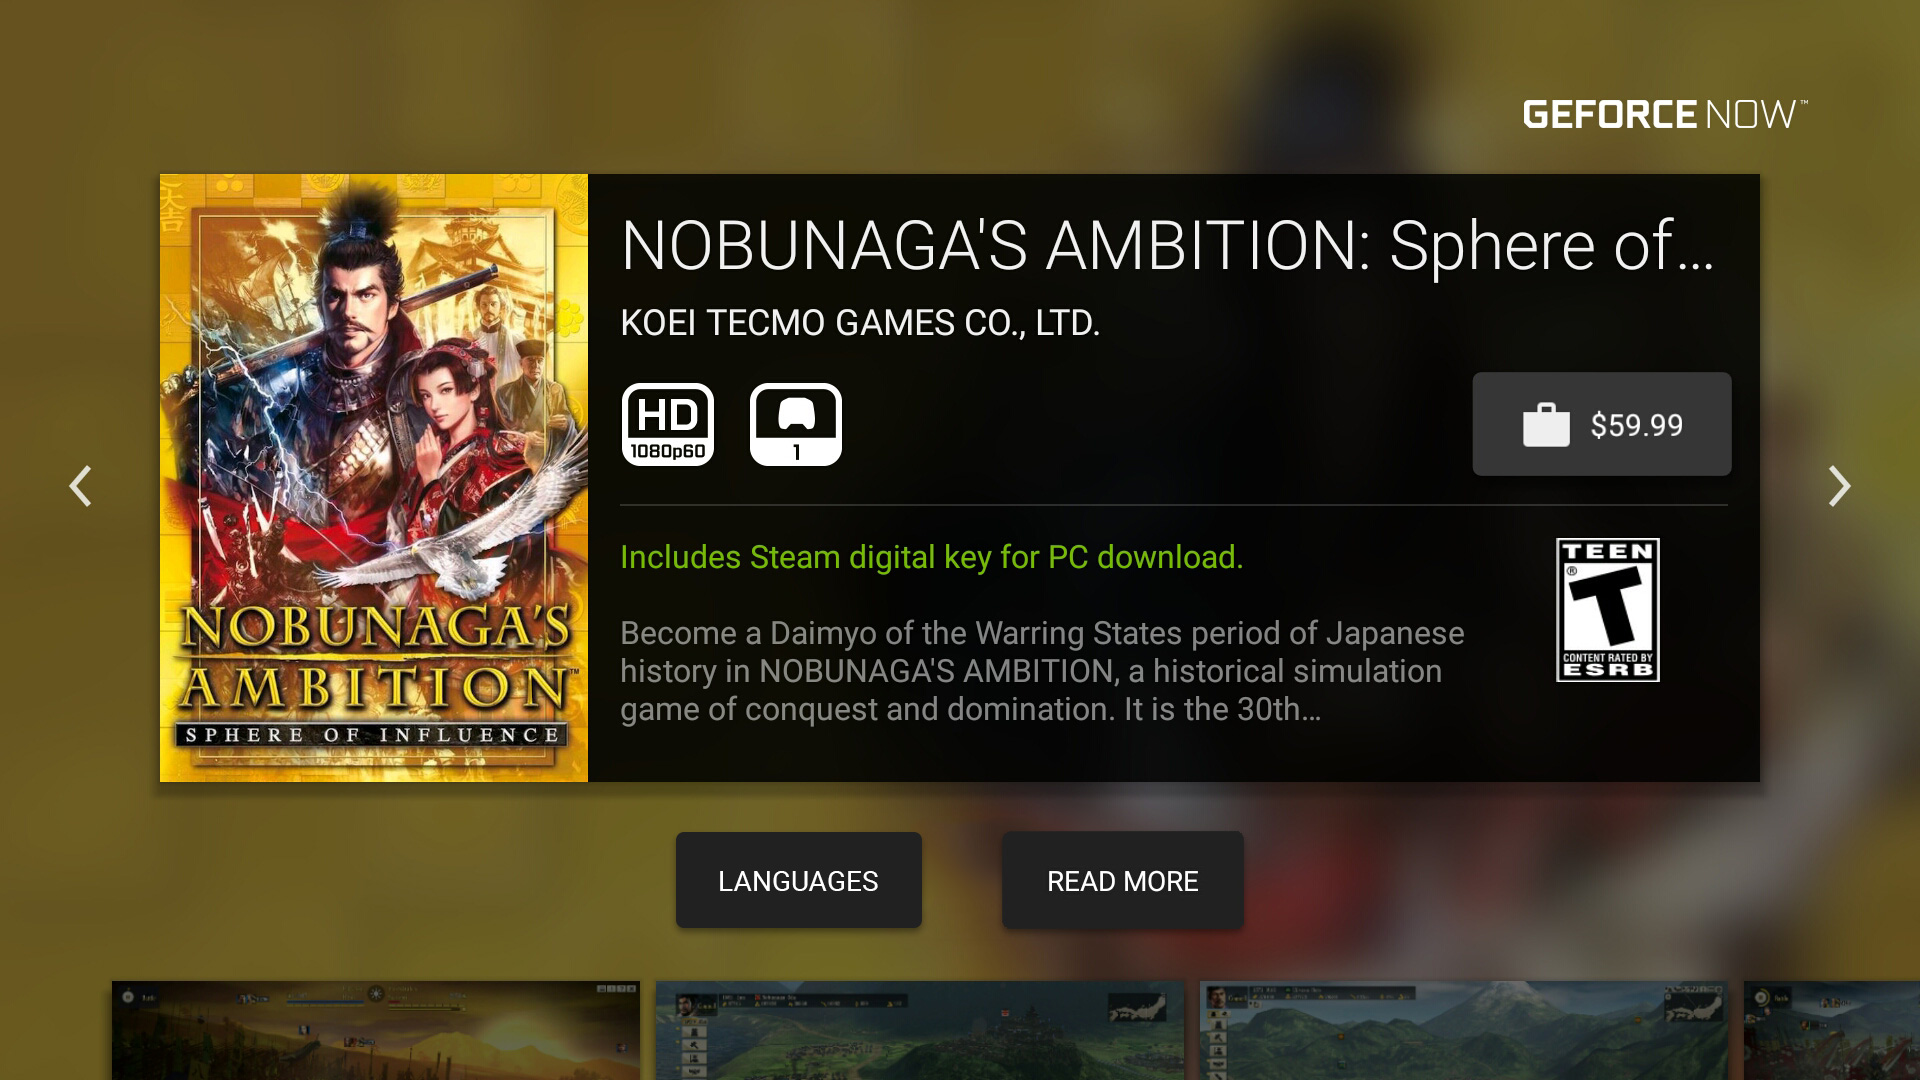 GEFORCE NOW™
NOBUNAGA'S AMBITION: Sphere of...
KOEI TECMO GAMES CO., LTD.
HD
1080p60
1
$59.99
Includes Steam digital key for PC download.
Become a Daimyo of the Warring States period of Japanese
history in NOBUNAGA'S AMBITION, a historical simulation
game of conquest and domination. It is the 30th...
TEEN
®
T
CONTENT RATED BY
ESRB
NOBUNAGA'S
AMBITION™
SPHERE OF INFLUENCE
LANGUAGES
READ MORE